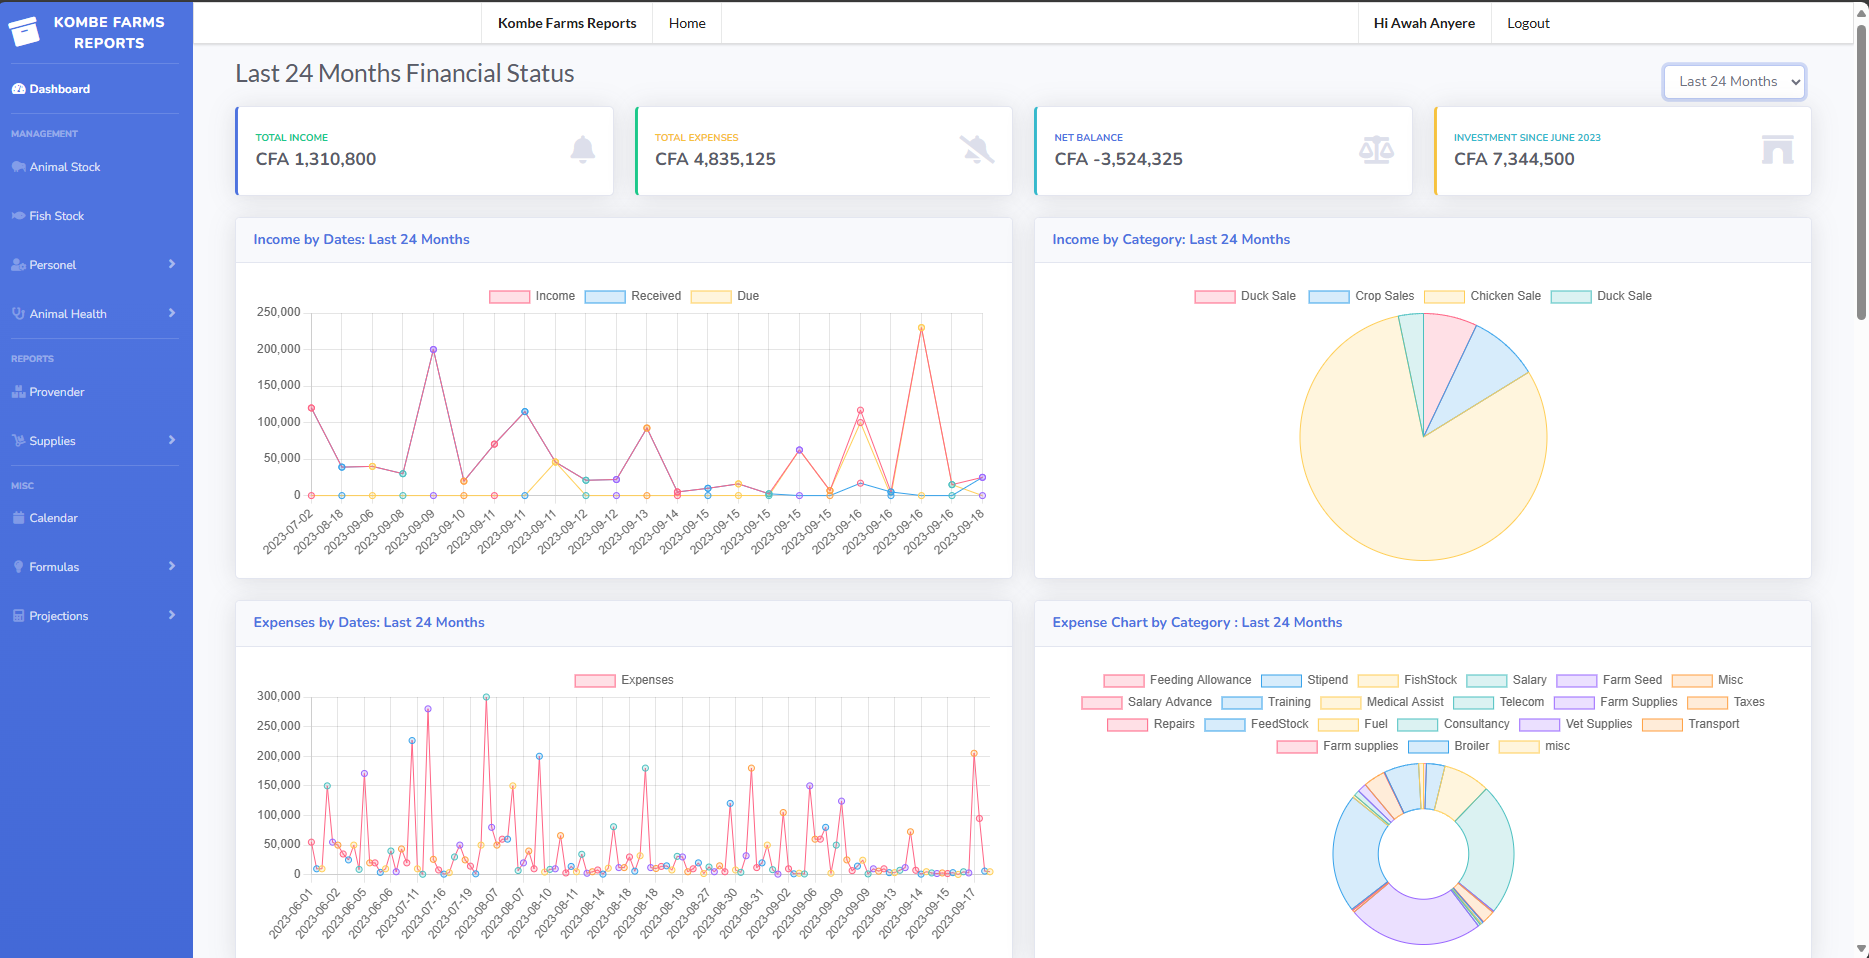 KOMBE FARMS
REPORTS
Kombe Farms Reports
Home
Hi Awah Anyere
Logout
Dashboard
MANAGEMENT
Animal Stock
Fish Stock
Personel
Animal Health
REPORTS
Provender
Supplies
MISC
Calendar
Formulas
Projections
Last 24 Months Financial Status
Last 24 Months
TOTAL INCOME
CFA 1,310,800
TOTAL EXPENSES
CFA 4,835,125
NET BALANCE
CFA -3,524,325
INVESTMENT SINCE JUNE 2023
CFA 7,344,500
Income by Dates: Last 24 Months
Income Received Due
250,000
200,000
150,000
100,000
50,000
0
2023-07-02
2023-08-18
2023-09-06
2023-09-08
2023-09-09
2023-09-10
2023-09-11
2023-09-11
2023-09-11
2023-09-12
2023-09-12
2023-09-13
2023-09-14
2023-09-15
2023-09-15
2023-09-15
2023-09-15
2023-09-15
2023-09-16
2023-09-16
2023-09-16
2023-09-16
2023-09-18
Income by Category: Last 24 Months
Duck Sale Crop Sales Chicken Sale Duck Sale
Expenses by Dates: Last 24 Months
Expenses
300,000
250,000
200,000
150,000
100,000
50,000
0
2023-06-01
2023-06-02
2023-06-05
2023-06-06
2023-07-11
2023-07-16
2023-07-19
2023-08-07
2023-08-07
2023-08-10
2023-08-11
2023-08-14
2023-08-18
2023-08-18
2023-08-19
2023-08-27
2023-08-30
2023-08-31
2023-09-02
2023-09-06
2023-09-09
2023-09-09
2023-09-13
2023-09-14
2023-09-15
2023-09-17
Expense Chart by Category : Last 24 Months
Feeding Allowance Stipend FishStock Salary Farm Seed Misc
Salary Advance Training Medical Assist Telecom Farm Supplies Taxes
Repairs FeedStock Fuel Consultancy Vet Supplies Transport
Farm supplies Broiler misc